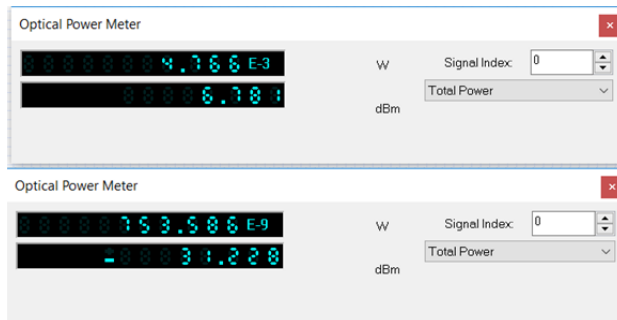 Optical Power Meter
4.766 E-3 W Signal Index: 0
6.781 dBm Total Power
Optical Power Meter
753.586 E-9 W Signal Index: 0
- 31.228 dBm Total Power